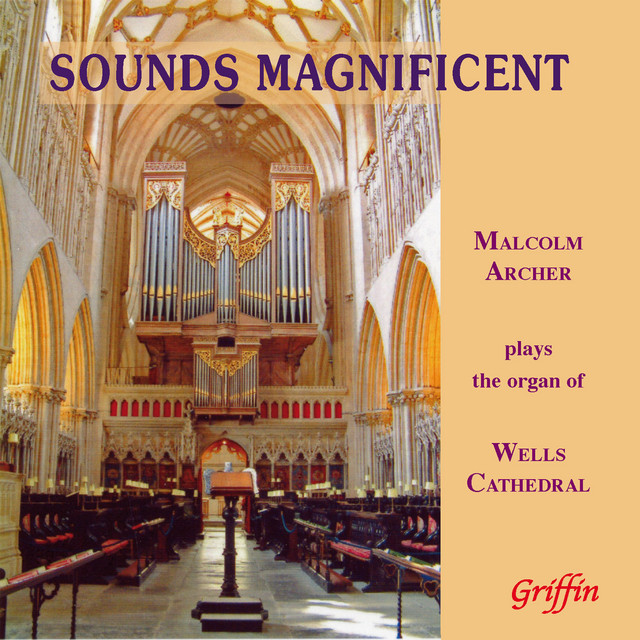 SOUNDS MAGNIFICENT
MALCOLM
ARCHER
plays
the organ of
WELLS
CATHEDRAL
Griffin